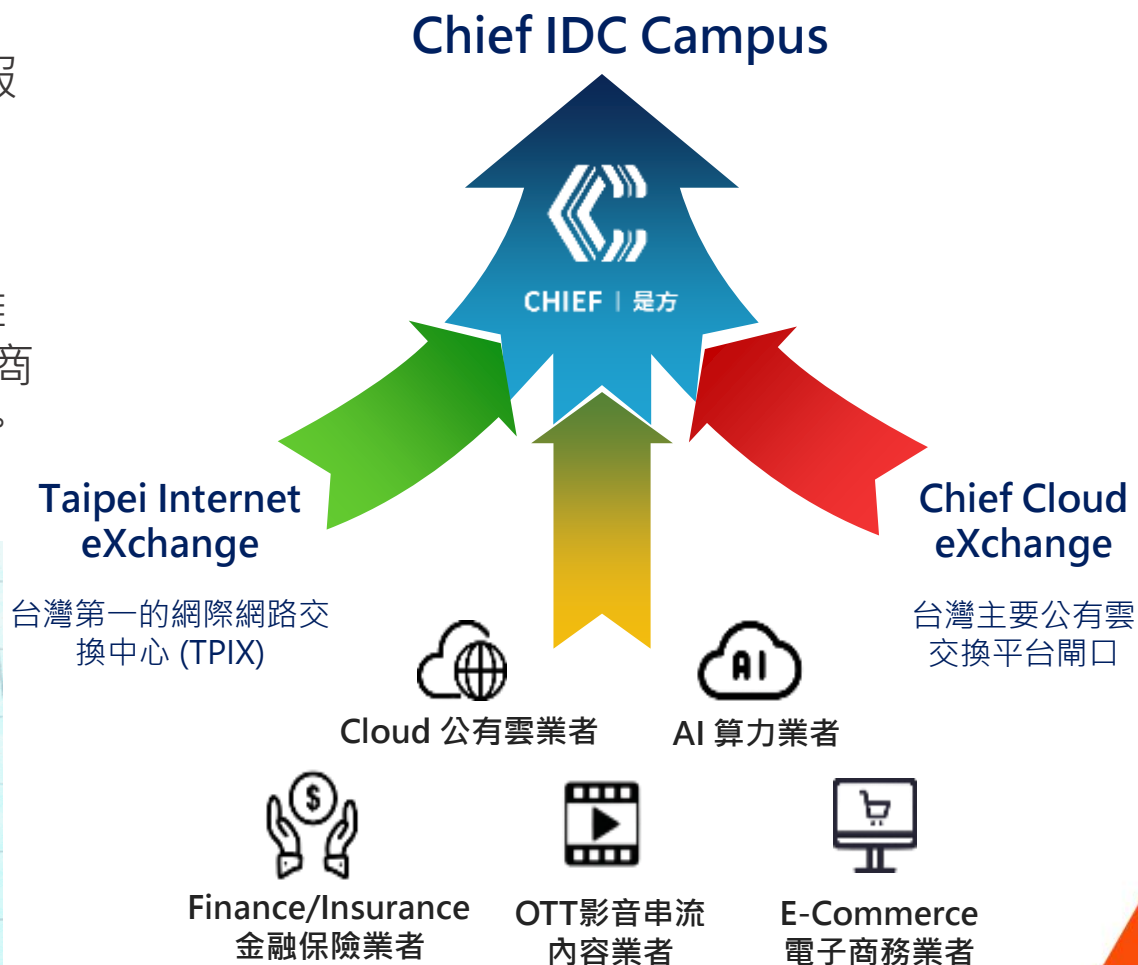 Chief IDC Campus
服
商
。
CHIEF | 是方
Taipei Internet
eXchange
台灣第一的網際網路交
換中心 (TPIX)
Chief Cloud
eXchange
台灣主要公有雲
交換平台閘口
Cloud 公有雲業者
AI
AI 算力業者
Finance/Insurance
金融保險業者
OTT影音串流
內容業者
E-Commerce
電子商務業者